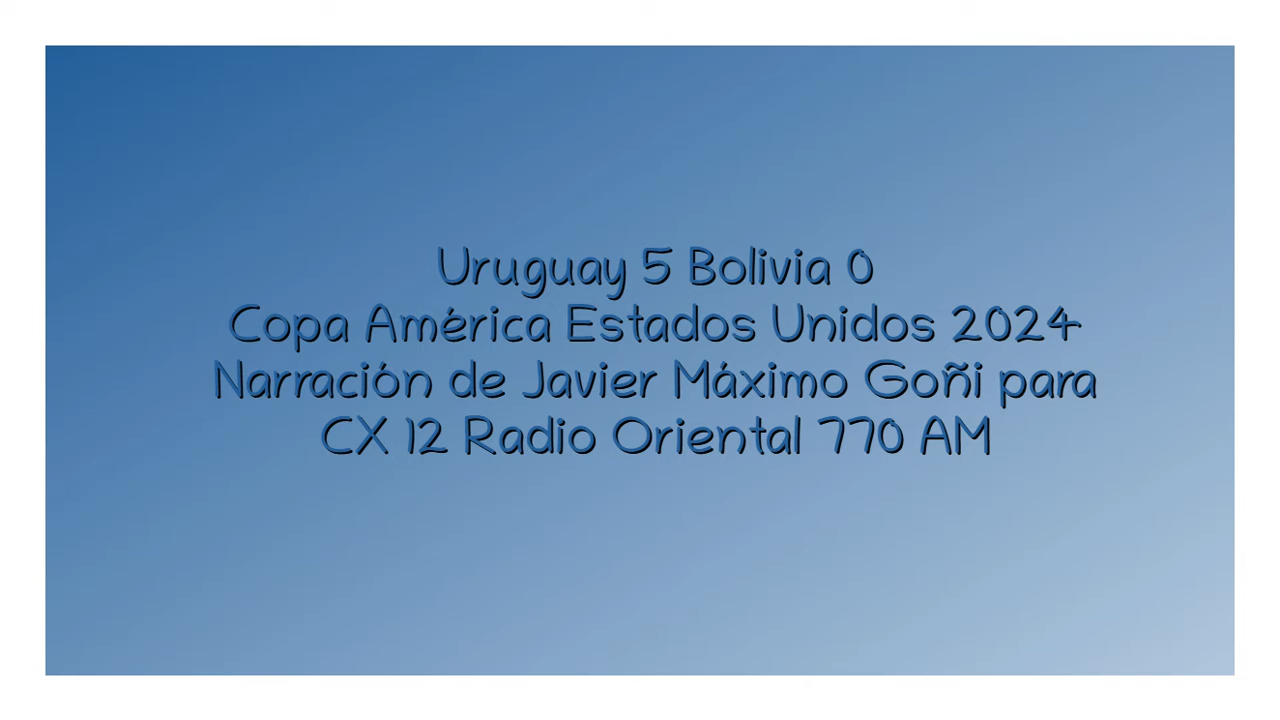 Uruguay 5 Bolivia 0
Copa América Estados Unidos 2024
Narración de Javier Máximo Goñi para
CX 12 Radio Oriental 770 AM